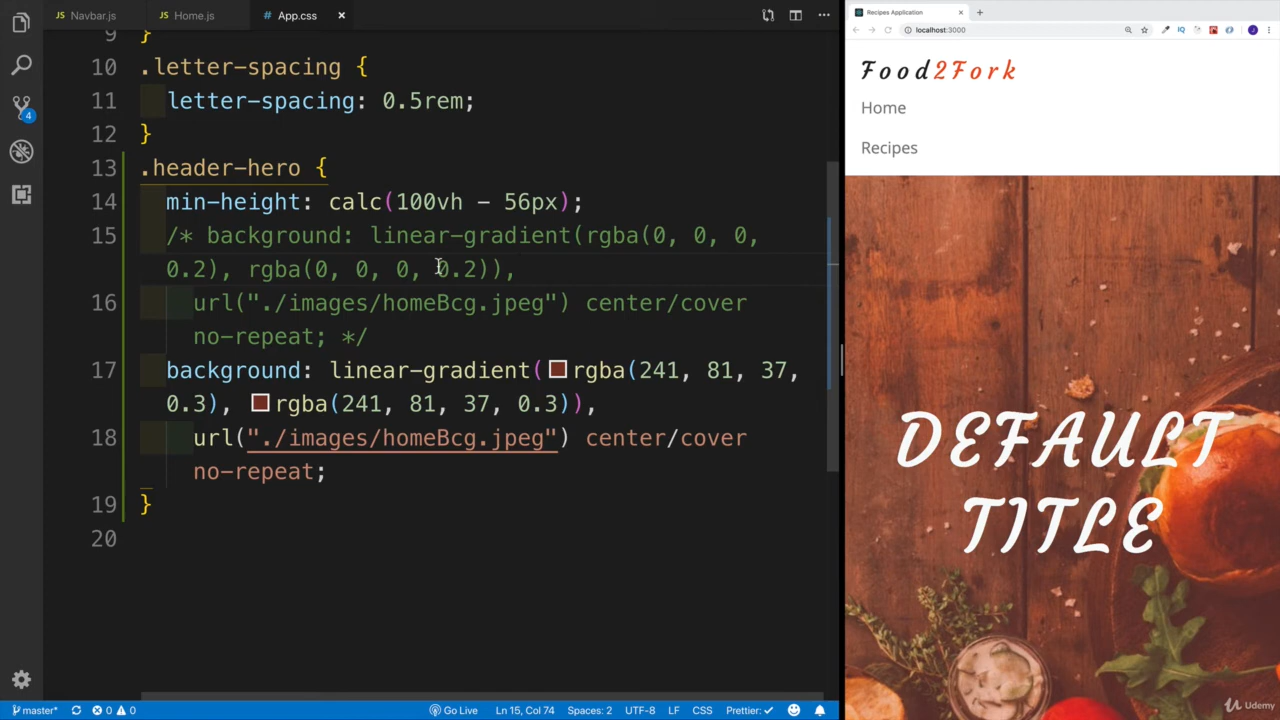 Navbar.js
Home.js
App.css
9 }
10 .letter-spacing {
11 letter-spacing: 0.5rem;
12 }
13 .header-hero {
14 min-height: calc(100vh - 56px);
15 /* background: linear-gradient(rgba(0, 0, 0,
0.2), rgba(0, 0, 0, 0.2)),
16 url("./images/homeBcg.jpeg") center/cover
no-repeat; */
17 background: linear-gradient(rgba(241, 81, 37,
0.3), rgba(241, 81, 37, 0.3)),
18 url("./images/homeBcg.jpeg") center/cover
no-repeat;
19 }
20
4
master*
0 0
Go Live
Ln 15, Col 74
Spaces: 2
UTF-8
LF
CSS
Prettier: ✓
Recipes Application
localhost:3000
IQ
J
Food2Fork
Home
Recipes
DEFAULT
TITLE
Udemy